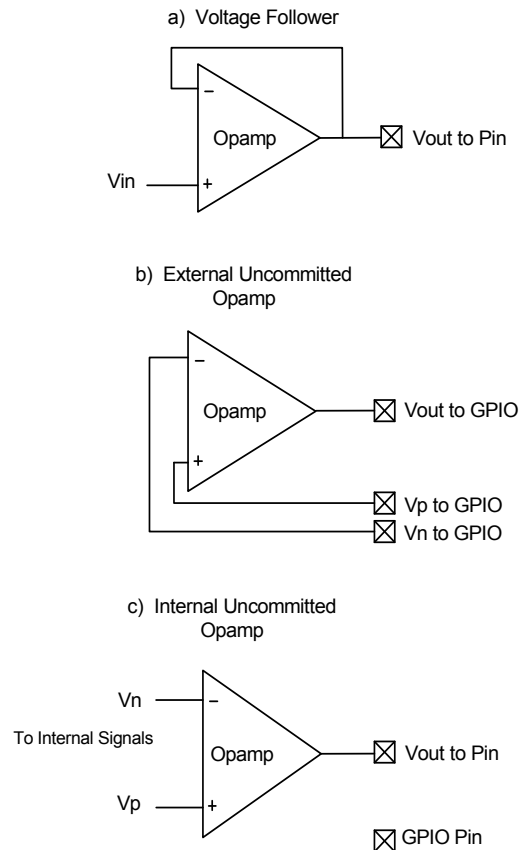 a) Voltage Follower
−
Opamp
Vout to Pin
Vin
+
b) External Uncommitted
Opamp
−
Opamp
Vout to GPIO
+
Vp to GPIO
Vn to GPIO
c) Internal Uncommitted
Opamp
Vn
−
To Internal Signals
Opamp
Vout to Pin
Vp
+
GPIO Pin